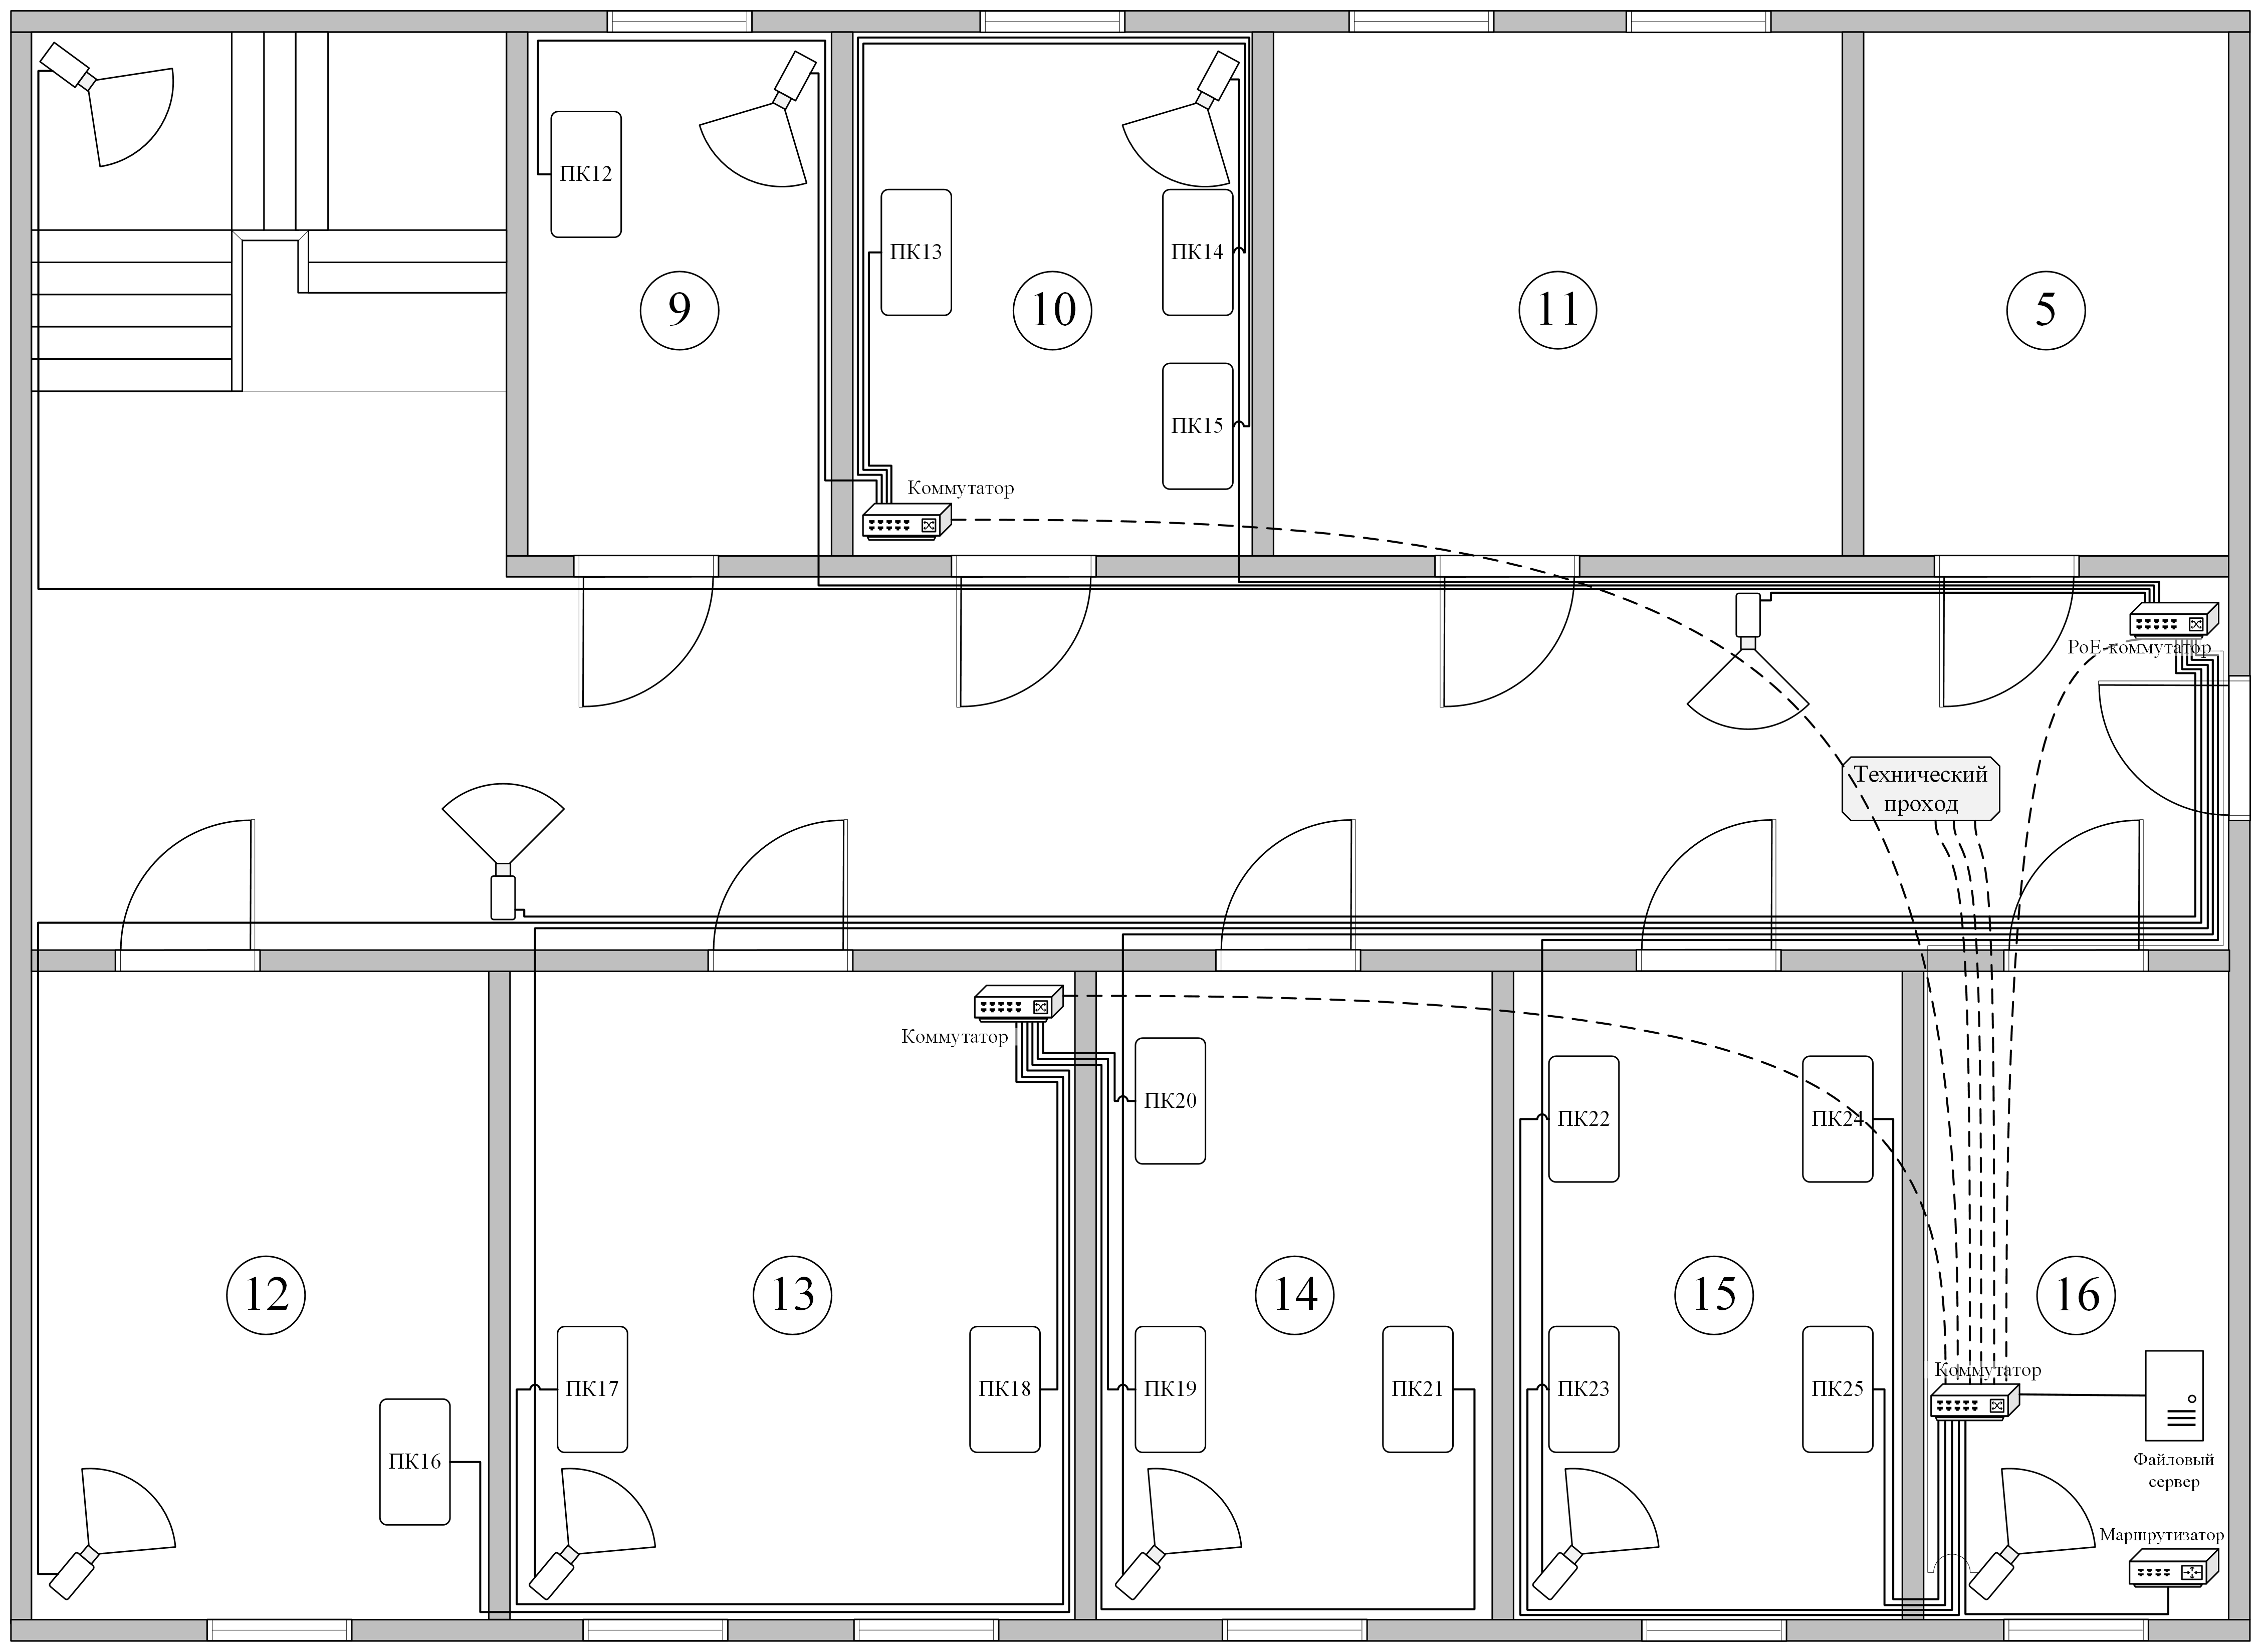 ПК12
ПК13
ПК14
9
10
11
5
ПК15
Коммутатор
PoE-коммутатор
Технический
проход
Коммутатор
ПК20
ПК22
ПК24
12
13
14
15
16
Коммутатор
ПК17
ПК18
ПК19
ПК21
ПК23
ПК25
ПК16
Файловый
сервер
Маршрутизатор